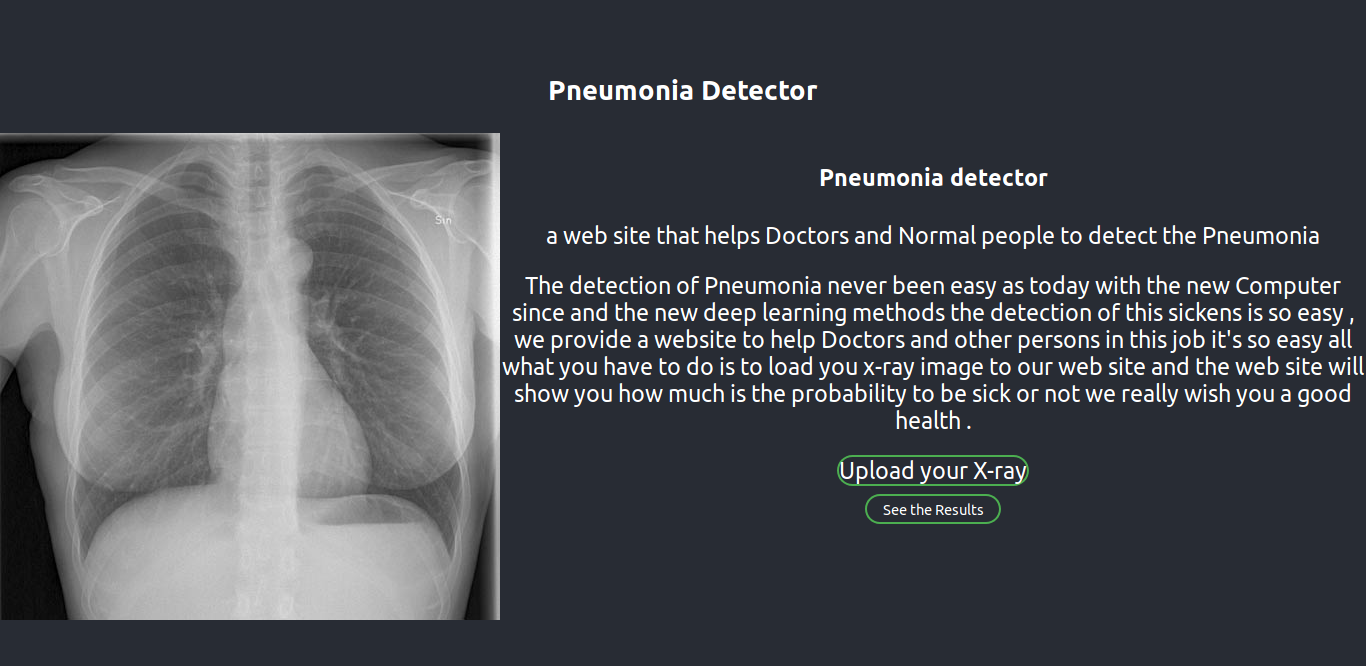 Pneumonia Detector
Sin
Pneumonia detector
a web site that helps Doctors and Normal people to detect the Pneumonia
The detection of Pneumonia never been easy as today with the new Computer
since and the new deep learning methods the detection of this sickens is so easy ,
we provide a website to help Doctors and other persons in this job it's so easy all
what you have to do is to load you x-ray image to our web site and the web site will
show you how much is the probability to be sick or not we really wish you a good
health .
Upload your X-ray
See the Results